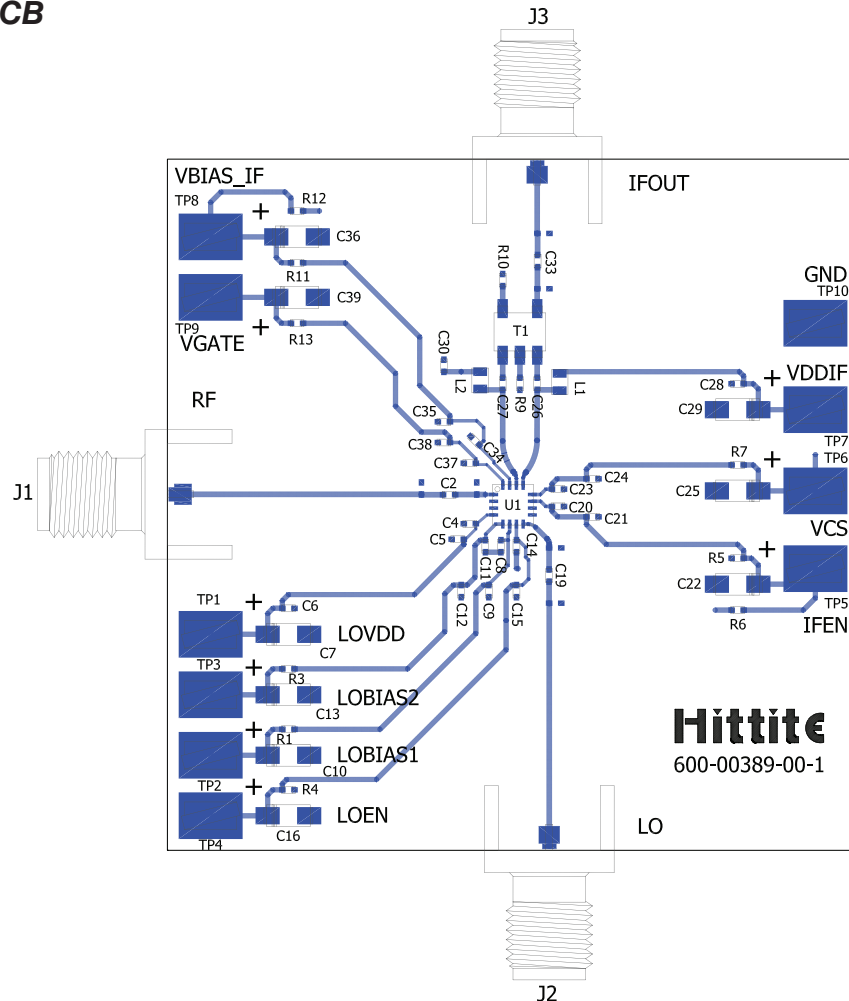 CB
J3
VBIAS_IF
TP8
+
R12
IFOUT
C36
R10
C33
R11
GND
TP10
C39
TP9
+
R13
VGATE
T1
C30
L2
C27
R9
C26
L1
C28
+
VDDIF
C29
TP7
RF
C35
C38
C34
C37
R7
+
TP6
J1
C2
U1
C24
C23
C25
C20
C21
VCS
C4
C5
C11
C8
C14
C19
R5
+
C22
TP5
R6
IFEN
C12
C9
C15
TP1
+
C6
LOVDD
C7
TP3
+
R3
LOBIAS2
C13
+
R1
LOBIAS1
C10
TP2
+
R4
LOEN
C16
TP4
Hittite
600-00389-00-1
LO
J2